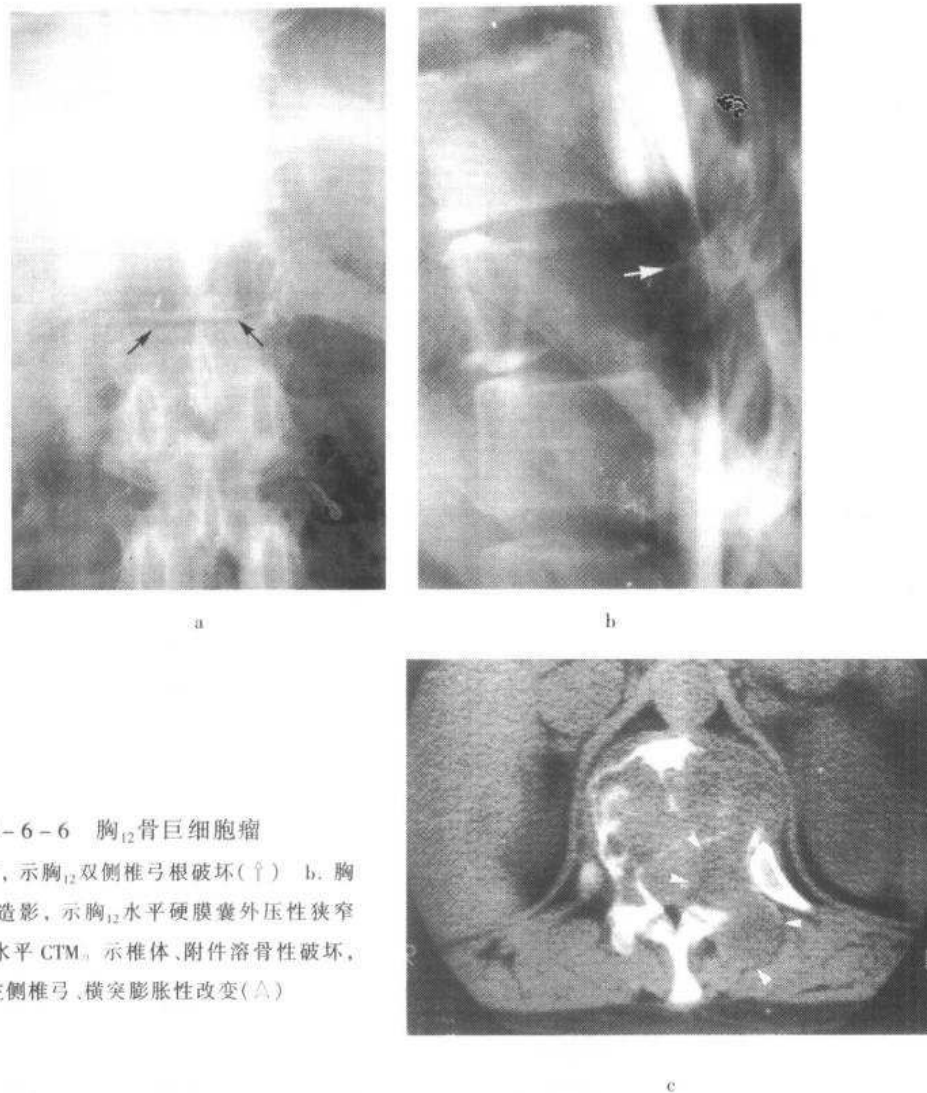 a
b
-6-6 胸₁₂骨巨细胞瘤
，示胸₁₂双侧椎弓根破坏(↑) b. 胸
造影，示胸₁₂水平硬膜囊外压性狭窄
水平 CTM。示椎体、附件溶骨性破坏，
侧椎弓、横突膨胀性改变(△)
R
c